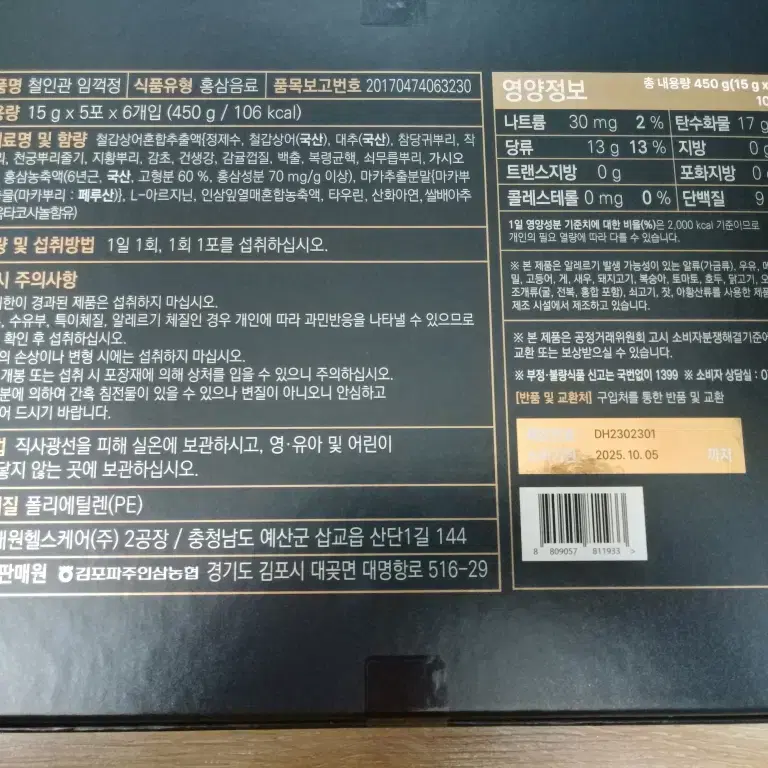 품명 철인관 임꺽정 식품유형 홍삼음료 품목보고번호 20170474063230
용량 15 g x 5포 x 6개입 (450 g / 106 kcal)
료명 및 함량 철갑상어혼합추출액{정제수, 철갑상어(국산), 대추(국산), 참당귀뿌리, 작
리, 천궁뿌리줄기, 지황뿌리, 감초, 건생강, 감귤껍질, 백출, 복령균핵, 쇠무릅뿌리, 가시오
홍삼농축액(6년근, 국산, 고형분 60 %, 홍삼성분 70 mg/g 이상), 마카추출분말(마카뿌
물(마카뿌리 : 페루산)}, L-아르지닌, 인삼잎열매혼합농축액, 타우린, 산화아연, 쌀배아추
옥타코사놀함유)
량 및 섭취방법 1일 1회, 1회 1포를 섭취하십시오.
시 주의사항
한이 경과된 제품은 섭취하지 마십시오.
, 수유부, 특이체질, 알레르기 체질인 경우 개인에 따라 과민반응을 나타낼 수 있으므로
확인 후 섭취하십시오.
의 손상이나 변형 시에는 섭취하지 마십시오.
개봉 또는 섭취 시 포장재에 의해 상처를 입을 수 있으니 주의하십시오.
분에 의하여 간혹 침전물이 있을 수 있으나 변질이 아니오니 안심하고
어 드시기 바랍니다.
법 직사광선을 피해 실온에 보관하시고, 영·유아 및 어린이
닿지 않는 곳에 보관하십시오.
질 폴리에틸렌(PE)
대원헬스케어(주) 2공장 / 충청남도 예산군 삽교읍 산단1길 144
판매원 김포파주인삼농협 경기도 김포시 대곶면 대명항로 516-29
영양정보 총 내용량 450 g(15 g x
10
나트륨 30 mg 2 % 탄수화물 17 g
당류 13 g 13 % 지방 0 g
트랜스지방 0 g 포화지방 0
콜레스테롤 0 mg 0 % 단백질 9
1일 영양성분 기준치에 대한 비율(%)은 2,000 kcal 기준이므로
개인의 필요 열량에 따라 다를 수 있습니다.
※ 본 제품은 알레르기 발생 가능성이 있는 알류(가금류), 우유, 메
밀, 고등어, 게, 새우, 돼지고기, 복숭아, 토마토, 호두, 닭고기, 오
조개류(굴, 전복, 홍합 포함), 쇠고기, 잣, 아황산류를 사용한 제품
제조 시설에서 제조하고 있습니다.
※ 본 제품은 공정거래위원회 고시 소비자분쟁해결기준에
교환 또는 보상받으실 수 있습니다.
※ 부정·불량식품 신고는 국번없이 1399 ※ 소비자 상담실 : 0
[반품 및 교환처] 구입처를 통한 반품 및 교환
DH2302301
2025. 10. 05 까지
8 809057 811933 >